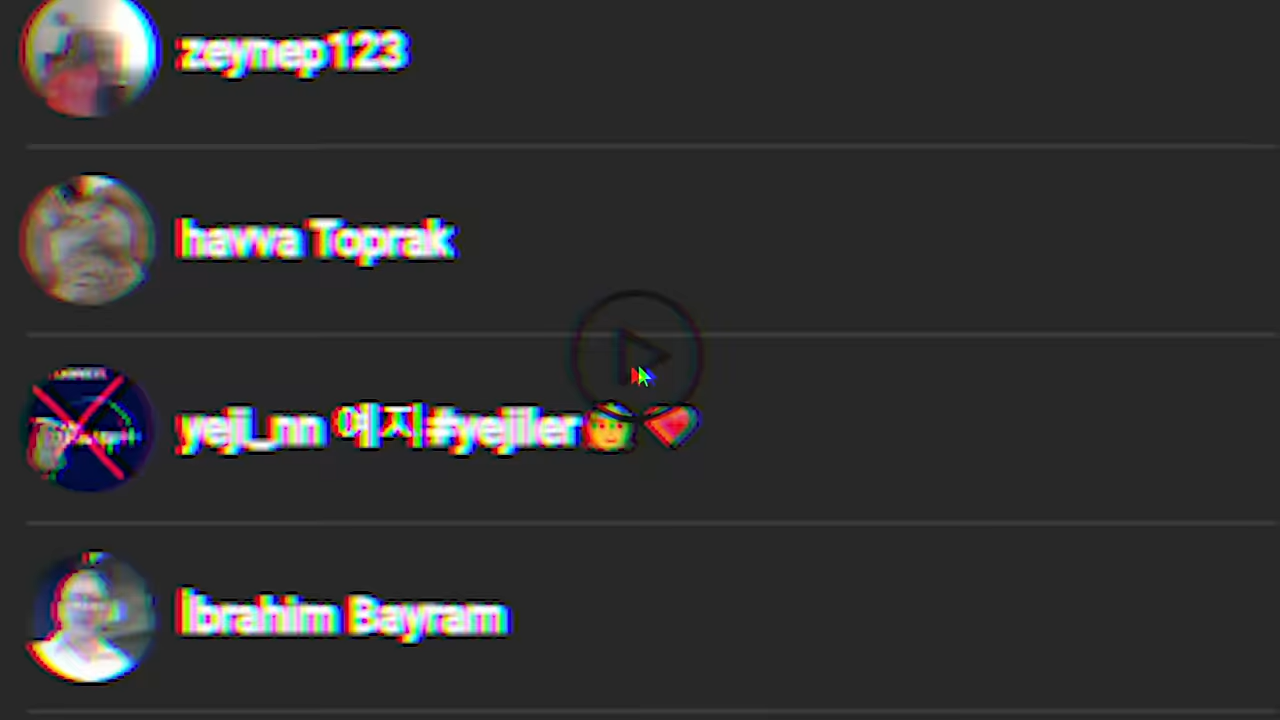 zeynep123
havva Toprak
yeji_nn 예지#yejiler👸💖
İbrahim Bayram